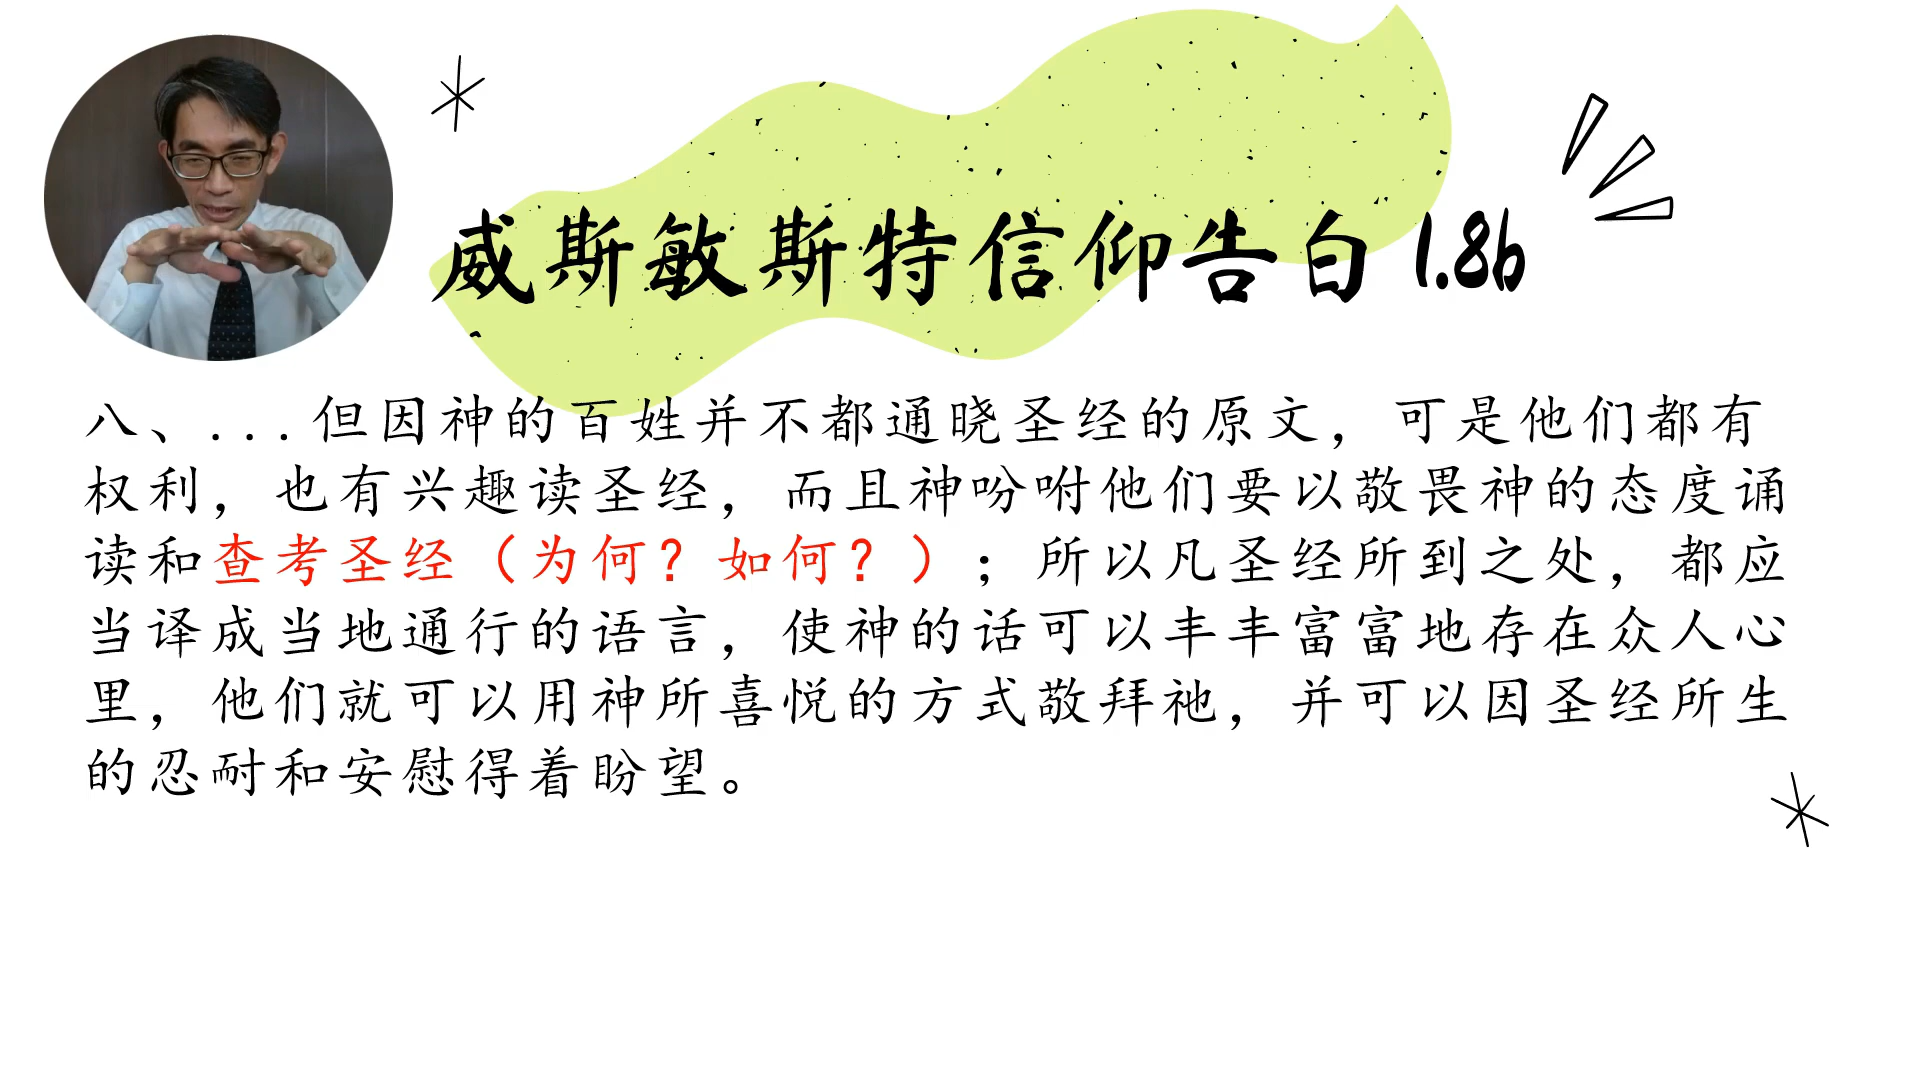 威斯敏斯特信仰告白 1.8b
八、...但因神的百姓并不都通晓圣经的原文，可是他们都有
权利，也有兴趣读圣经，而且神吩咐他们要以敬畏神的态度诵
读和查考圣经（为何？如何？）；所以凡圣经所到之处，都应
当译成当地通行的语言，使神的话可以丰丰富富地存在众人心
里，他们就可以用神所喜悦的方式敬拜祂，并可以因圣经所生
的忍耐和安慰得着盼望。